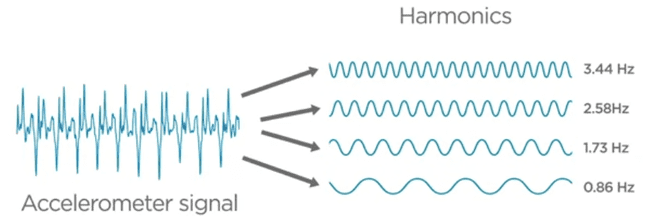 Harmonics
3.44 Hz
2.58Hz
1.73 Hz
0.86 Hz
Accelerometer signal